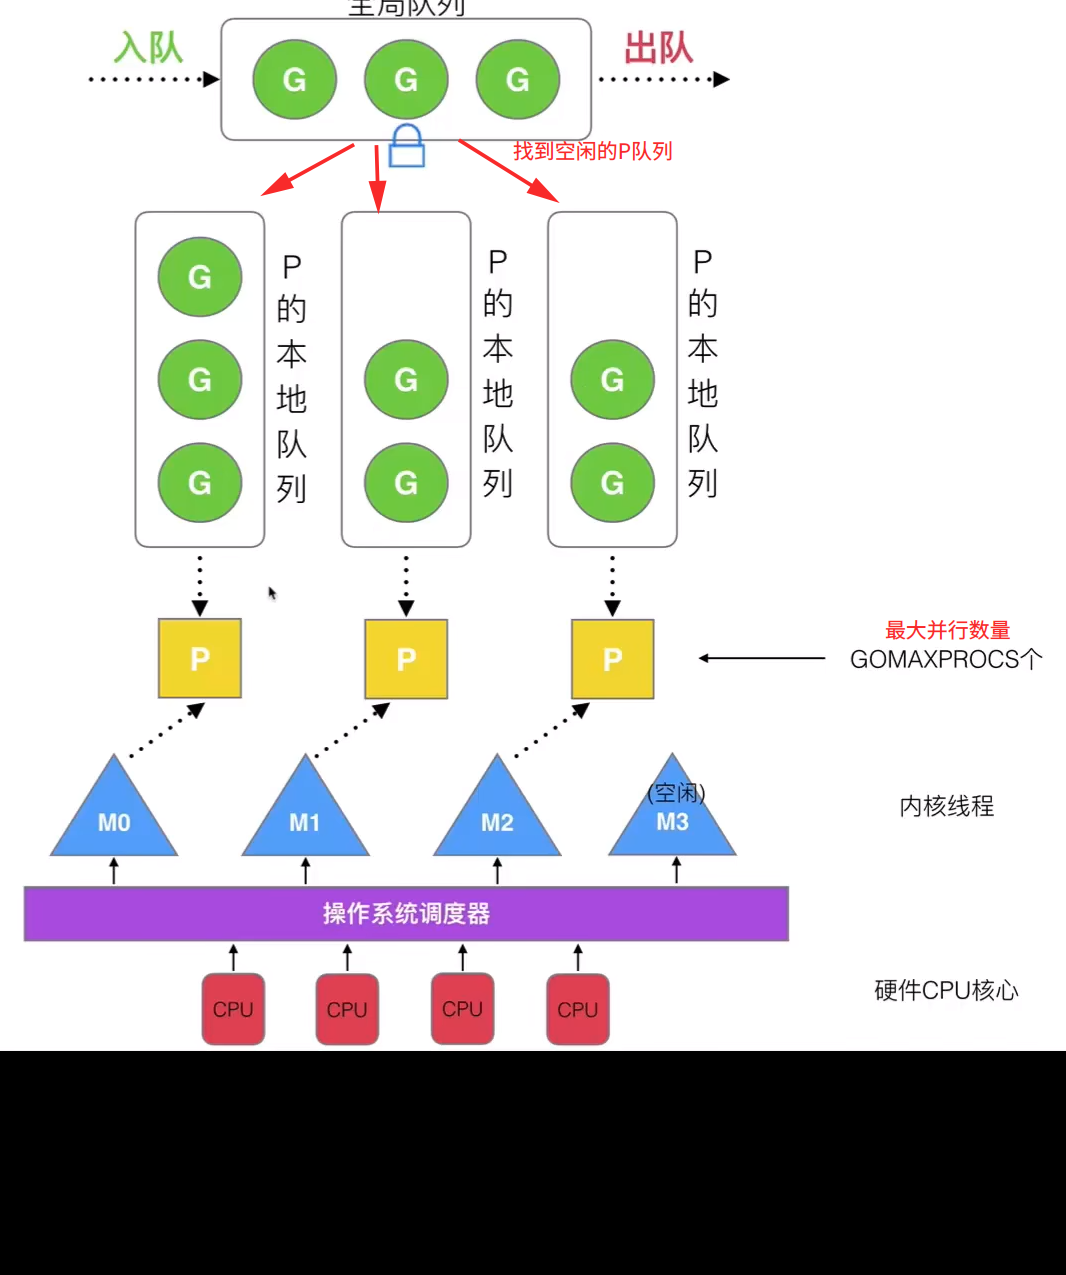 全局队列
入队
出队
G G G
找到空闲的P队列
G
G
G
P的本地队列
G
G
P的本地队列
G
G
P的本地队列
P P P
最大并行数量
GOMAXPROCS个
(空闲)
M0 M1 M2 M3
内核线程
操作系统调度器
CPU CPU CPU CPU
硬件CPU核心